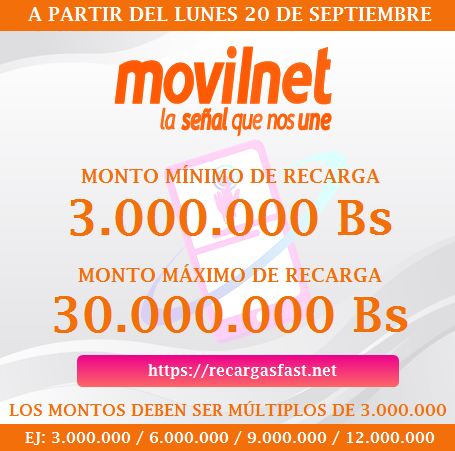 A PARTIR DEL LUNES 20 DE SEPTIEMBRE
movilnet
la señal que nos une
MONTO MÍNIMO DE RECARGA
3.000.000 Bs
MONTO MÁXIMO DE RECARGA
30.000.000 Bs
https://recargasfast.net
LOS MONTOS DEBEN SER MÚLTIPLOS DE 3.000.000
EJ: 3.000.000 / 6.000.000 / 9.000.000 / 12.000.000